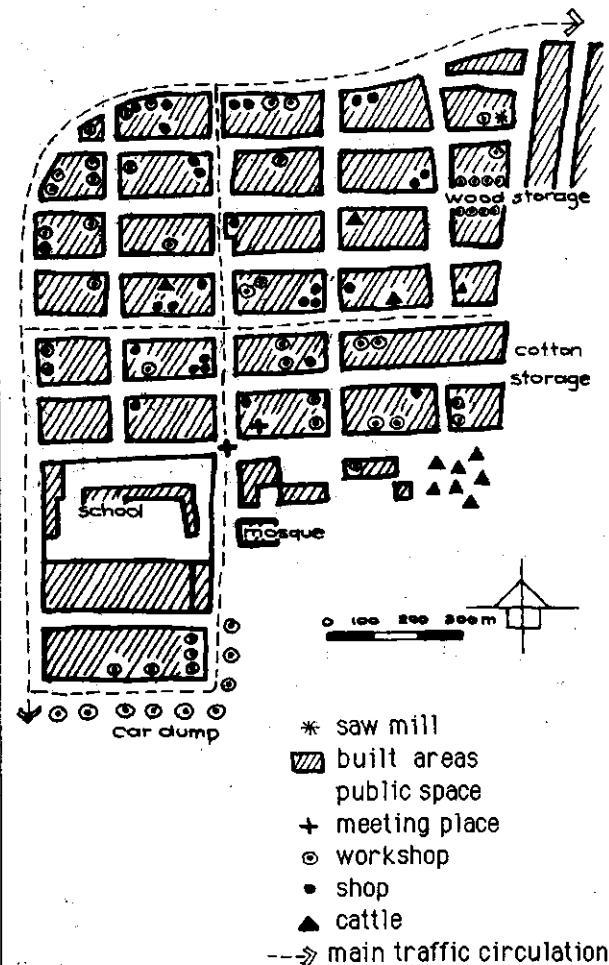 wood storage
cotton
storage
school
mosque
0 100 200 300m
car dump
saw mill
built areas
public space
meeting place
workshop
shop
cattle
main traffic circulation